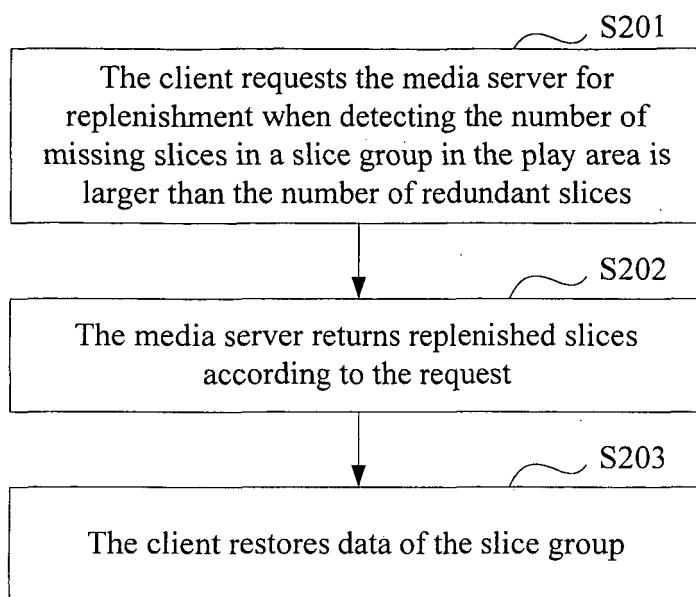 S201
The client requests the media server for
replenishment when detecting the number of
missing slices in a slice group in the play area is
larger than the number of redundant slices
S202
The media server returns replenished slices
according to the request
S203
The client restores data of the slice group